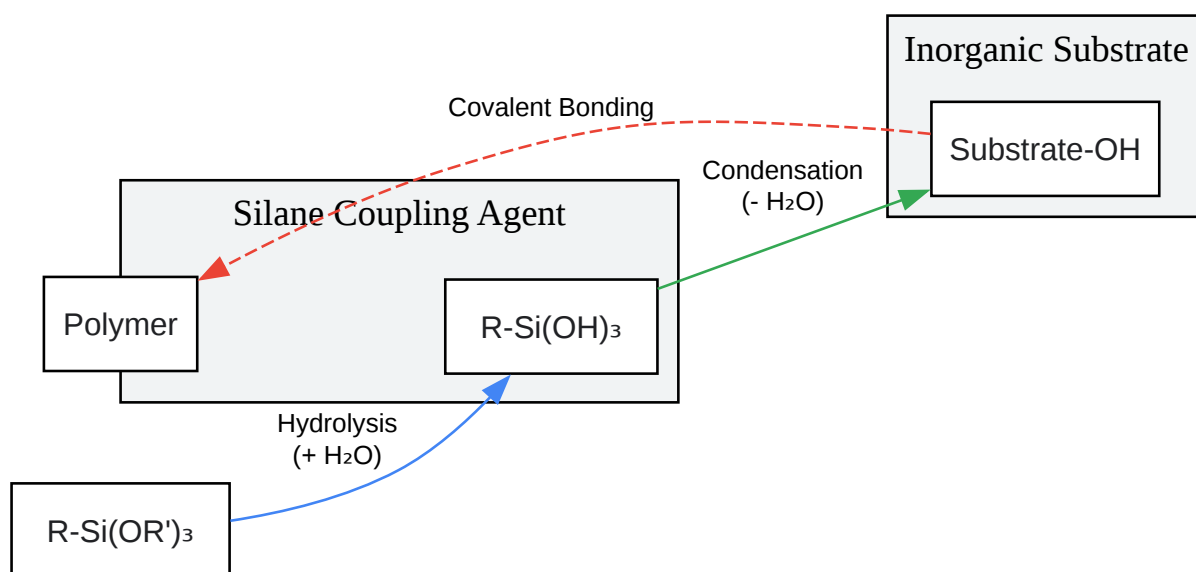 Inorganic Substrate
Covalent Bonding
Substrate-OH
Condensation
(- H₂O)
Silane Coupling Agent
Polymer
R-Si(OH)₃
Hydrolysis
(+ H₂O)
R-Si(OR')₃